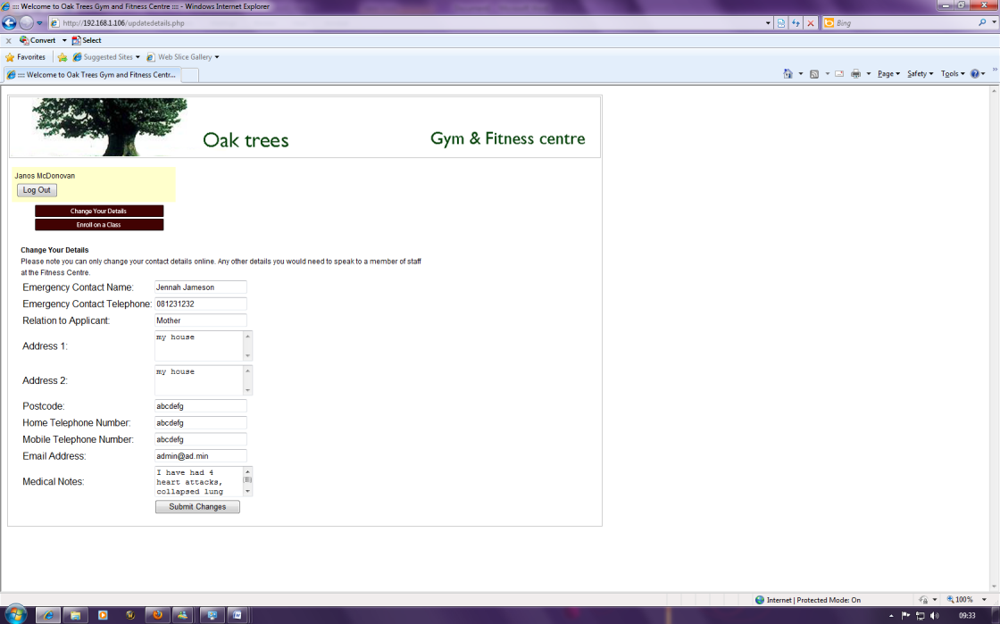 :::: Welcome to Oak Trees Gym and Fitness Centre :::: - Windows Internet Explorer
http://192.168.1.106/updatedetails.php
Bing
x Convert Select
Favorites Suggested Sites Web Slice Gallery
:::: Welcome to Oak Trees Gym and Fitness Centr...
Page Safety Tools
Oak trees Gym & Fitness centre
Janos McDonovan
Log Out
Change Your Details
Enroll on a Class
Change Your Details
Please note you can only change your contact details online. Any other details you would need to speak to a member of staff
at the Fitness Centre.
Emergency Contact Name: Jennah Jameson
Emergency Contact Telephone: 081231232
Relation to Applicant: Mother
Address 1: my house
Address 2: my house
Postcode: abcdefg
Home Telephone Number: abcdefg
Mobile Telephone Number: abcdefg
Email Address: admin@ad.min
Medical Notes: I have had 4
heart attacks,
collapsed lung
Submit Changes
Internet | Protected Mode: On
100%
09:33